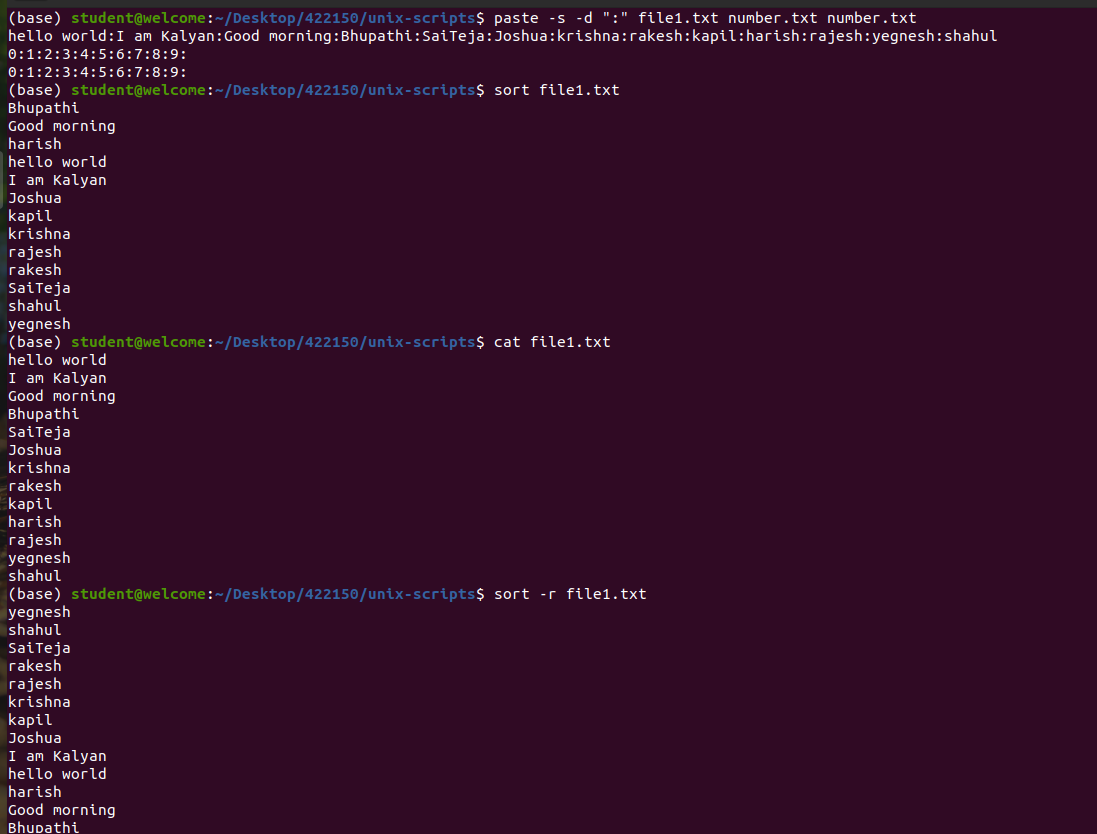 (base) student@welcome:~/Desktop/422150/unix-scripts$ paste -s -d ":" file1.txt number.txt number.txt
hello world:I am Kalyan:Good morning:Bhupathi:SaiTeja:Joshua:krishna:rakesh:kapil:harish:rajesh:yegnesh:shahul
0:1:2:3:4:5:6:7:8:9:
0:1:2:3:4:5:6:7:8:9:
(base) student@welcome:~/Desktop/422150/unix-scripts$ sort file1.txt
Bhupathi
Good morning
harish
hello world
I am Kalyan
Joshua
kapil
krishna
rajesh
rakesh
SaiTeja
shahul
yegnesh
(base) student@welcome:~/Desktop/422150/unix-scripts$ cat file1.txt
hello world
I am Kalyan
Good morning
Bhupathi
SaiTeja
Joshua
krishna
rakesh
kapil
harish
rajesh
yegnesh
shahul
(base) student@welcome:~/Desktop/422150/unix-scripts$ sort -r file1.txt
yegnesh
shahul
SaiTeja
rakesh
rajesh
krishna
kapil
Joshua
I am Kalyan
hello world
harish
Good morning
Bhupathi